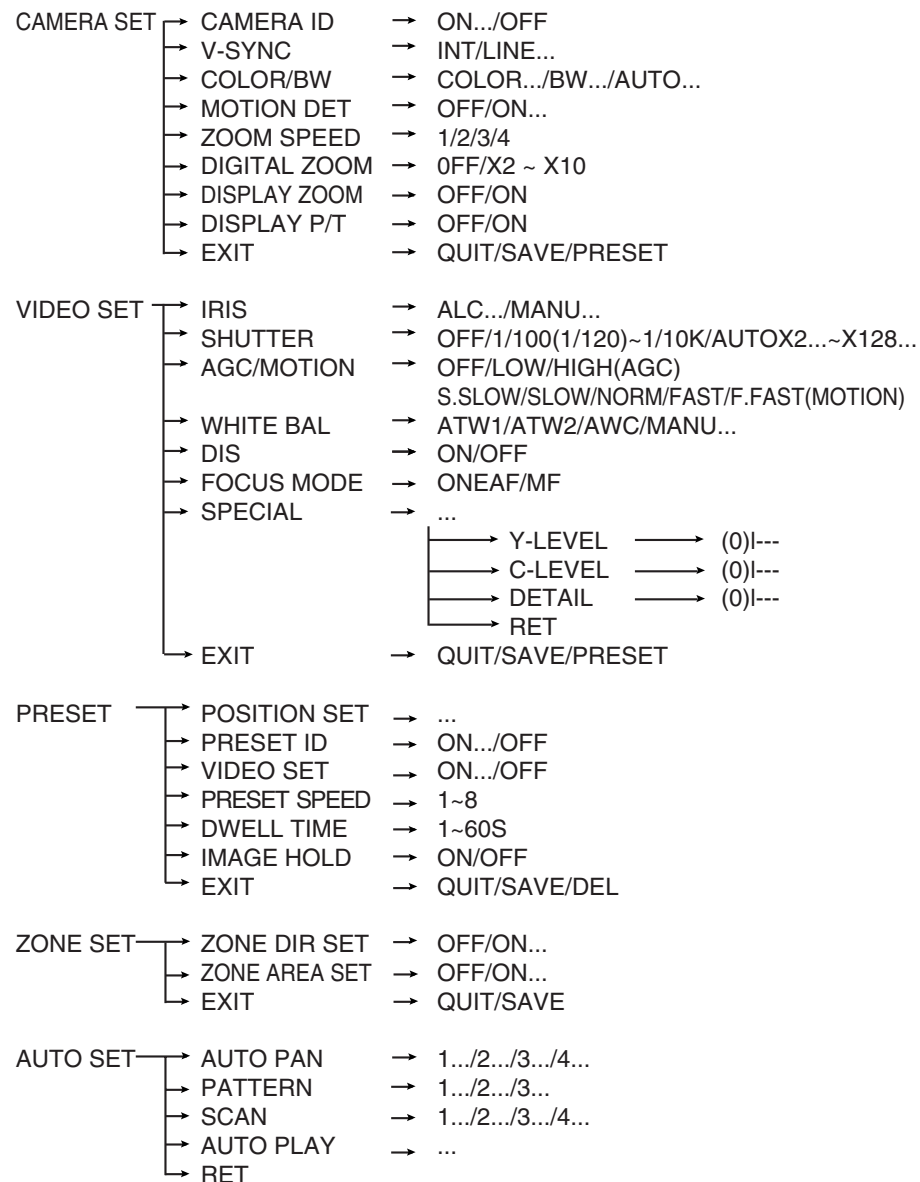 CAMERA SET → CAMERA ID → ON.../OFF
→ V-SYNC → INT/LINE...
→ COLOR/BW → COLOR.../BW.../AUTO...
→ MOTION DET → OFF/ON...
→ ZOOM SPEED → 1/2/3/4
→ DIGITAL ZOOM → 0FF/X2 ~ X10
→ DISPLAY ZOOM → OFF/ON
→ DISPLAY P/T → OFF/ON
→ EXIT → QUIT/SAVE/PRESET
VIDEO SET → IRIS → ALC.../MANU...
→ SHUTTER → OFF/1/100(1/120)~1/10K/AUTOX2...~X128...
→ AGC/MOTION → OFF/LOW/HIGH(AGC)
S.SLOW/SLOW/NORM/FAST/F.FAST(MOTION)
→ WHITE BAL → ATW1/ATW2/AWC/MANU...
→ DIS → ON/OFF
→ FOCUS MODE → ONEAF/MF
→ SPECIAL → ...
→ Y-LEVEL → (0)I---
→ C-LEVEL → (0)I---
→ DETAIL → (0)I---
→ RET
→ EXIT → QUIT/SAVE/PRESET
PRESET → POSITION SET → ...
→ PRESET ID → ON.../OFF
→ VIDEO SET → ON.../OFF
→ PRESET SPEED → 1~8
→ DWELL TIME → 1~60S
→ IMAGE HOLD → ON/OFF
→ EXIT → QUIT/SAVE/DEL
ZONE SET → ZONE DIR SET → OFF/ON...
→ ZONE AREA SET → OFF/ON...
→ EXIT → QUIT/SAVE
AUTO SET → AUTO PAN → 1.../2.../3.../4...
→ PATTERN → 1.../2.../3...
→ SCAN → 1.../2.../3.../4...
→ AUTO PLAY → ...
→ RET